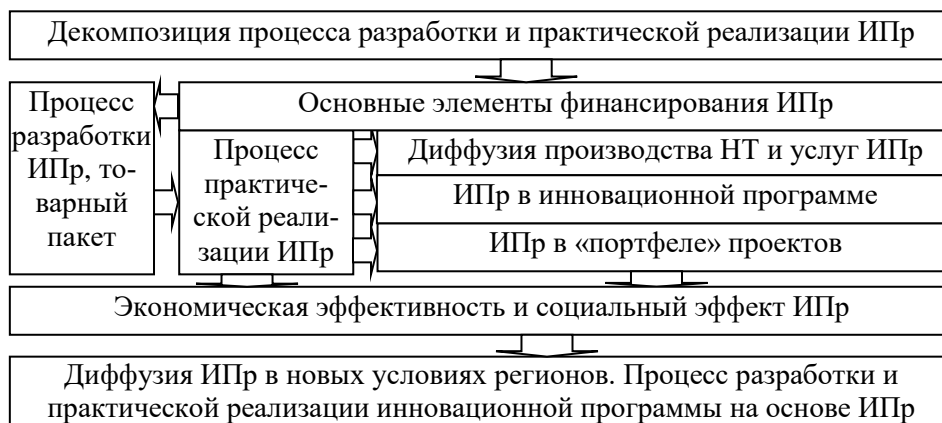 Декомпозиция процесса разработки и практической реализации ИПр
Процесс
разработки
ИПр, то-
варный
пакет
Основные элементы финансирования ИПр
Процесс
практиче-
ской реали-
зации ИПр
Диффузия производства НТ и услуг ИПр
ИПр в инновационной программе
ИПр в «портфеле» проектов
Экономическая эффективность и социальный эффект ИПр
Диффузия ИПр в новых условиях регионов. Процесс разработки и
практической реализации инновационной программы на основе ИПр